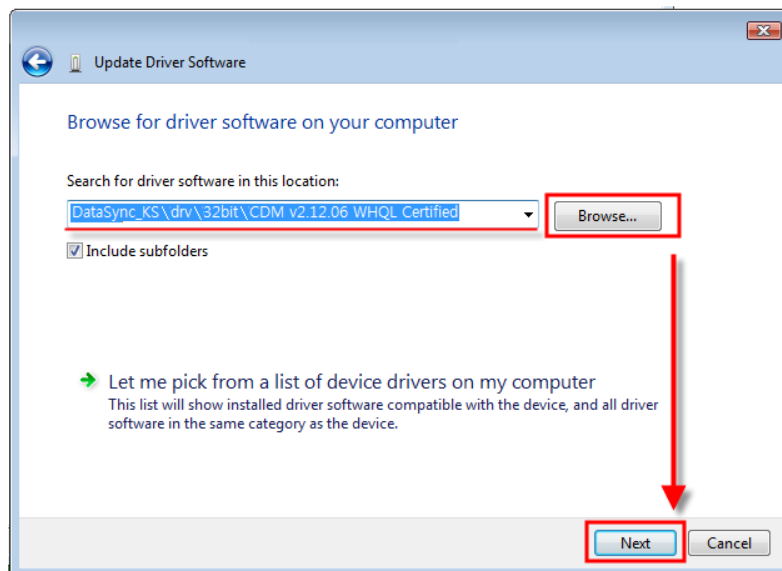 Update Driver Software
Browse for driver software on your computer
Search for driver software in this location:
DataSync_KS\drv\32bit\CDM v2.12.06 WHQL Certified
Browse...
Include subfolders
Let me pick from a list of device drivers on my computer
This list will show installed driver software compatible with the device, and all driver
software in the same category as the device.
Next
Cancel